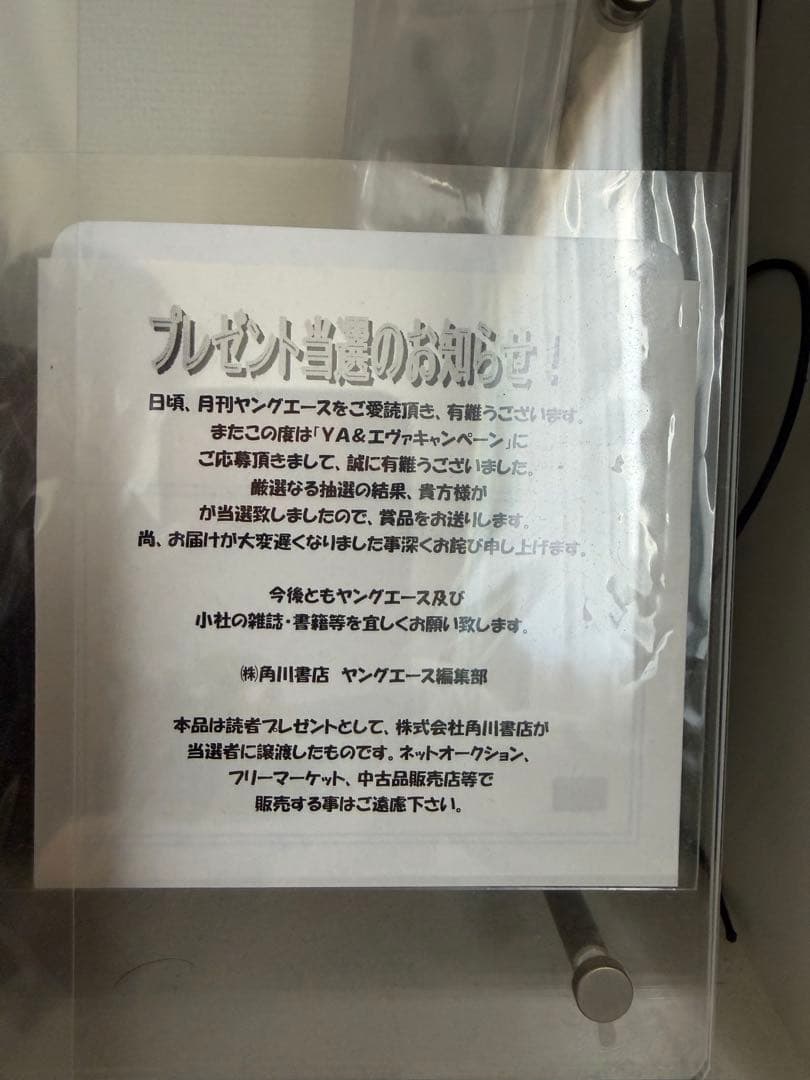 プレゼント当選のお知らせ!
日頃、月刊ヤングエースをご愛読頂き、有難うございます。
またこの度は「YA&エヴァキャンペーン」に
ご応募頂きまして、誠に有難うございました。
厳選なる抽選の結果、貴方様が
が当選致しましたので、賞品をお送りします。
尚、お届けが大変遅くなりました事深くお詫び申し上げます。
今後ともヤングエース及び
小社の雑誌・書籍等を宜しくお願い致します。
㈱角川書店 ヤングエース編集部
本品は読者プレゼントとして、株式会社角川書店が
当選者に譲渡したものです。ネットオークション、
フリーマーケット、中古品販売店等で
販売する事はご遠慮下さい。